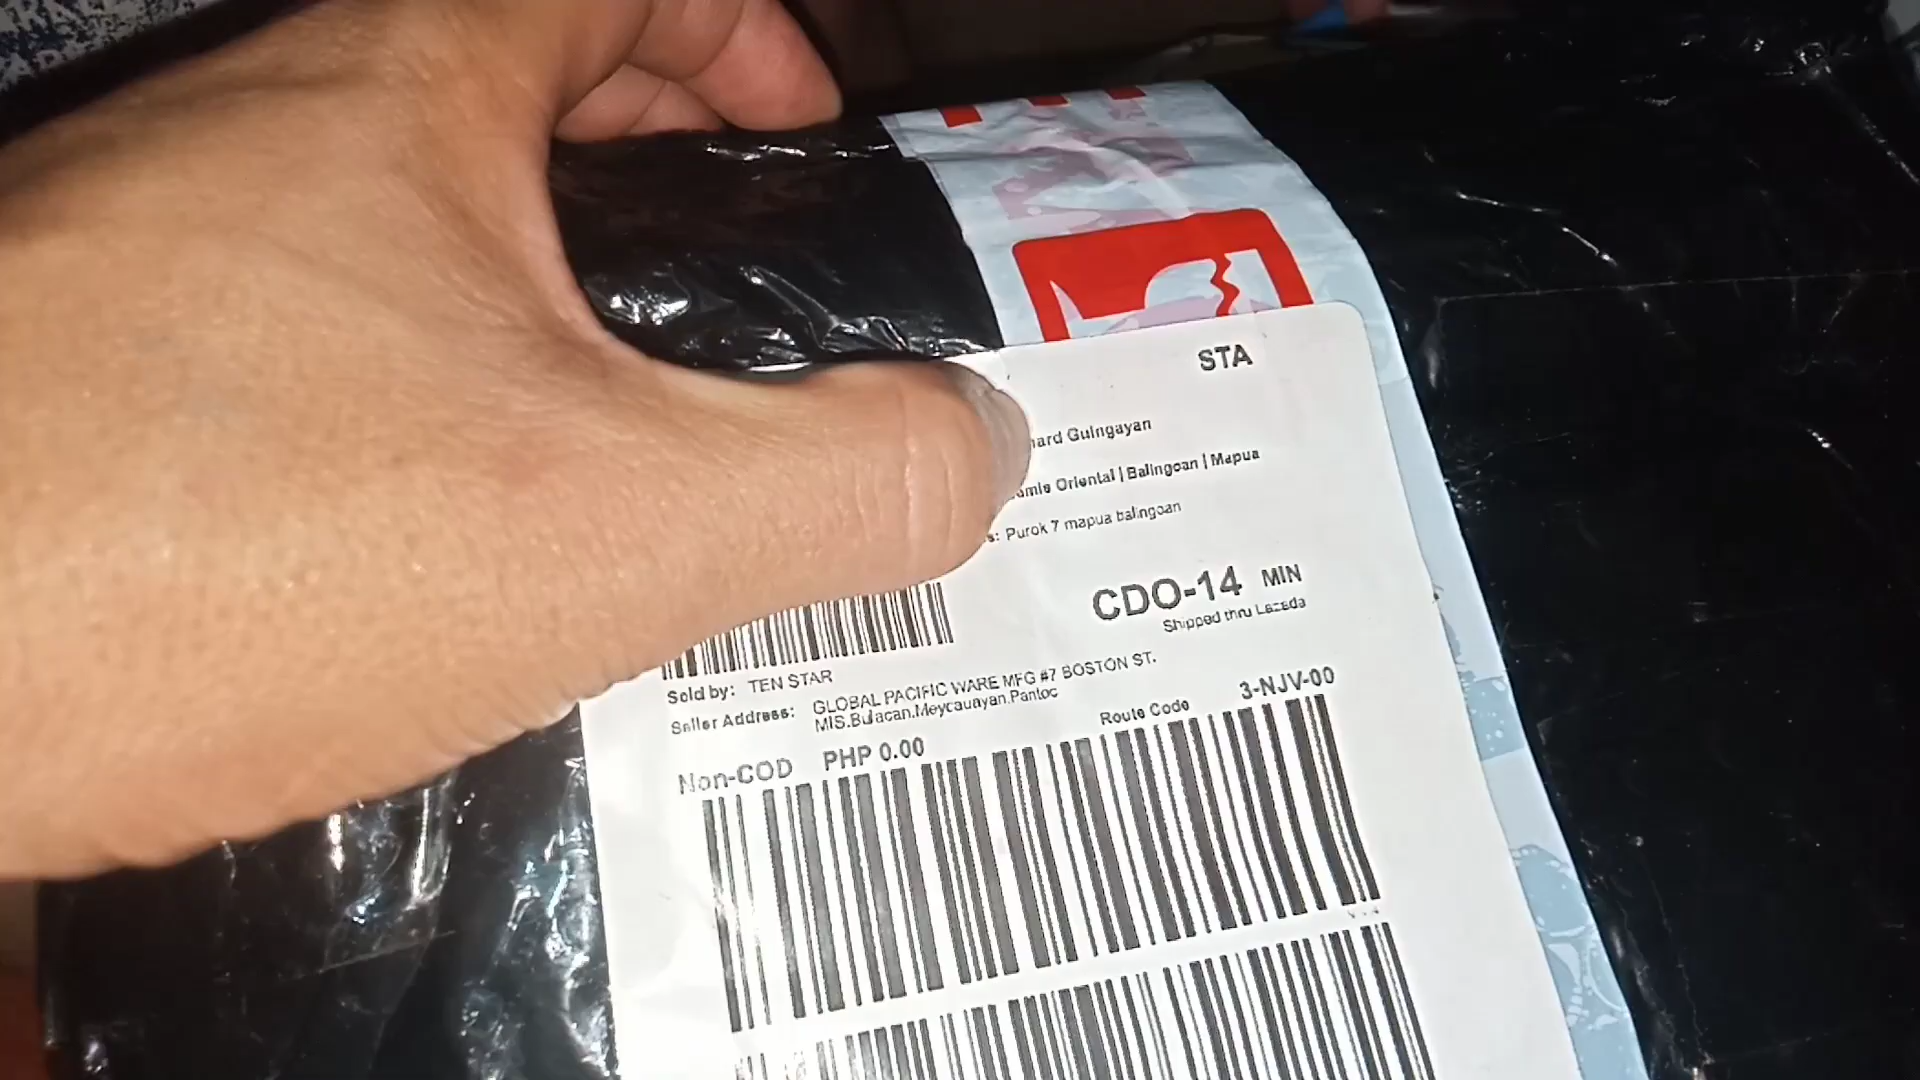 STA
ard Guingayan
Oriental | Balingoan | Mapua
Purok 7 mapua balingoan
CDO-14 MIN
Shipped thru Lazada
Sold by: TEN STAR
Seller Address: GLOBAL PACIFIC WARE MFG #7 BOSTON ST.
MIS.Bulacan.Meycauayan.Pantoc
Route Code 3-NJV-00
Non-COD PHP 0.00